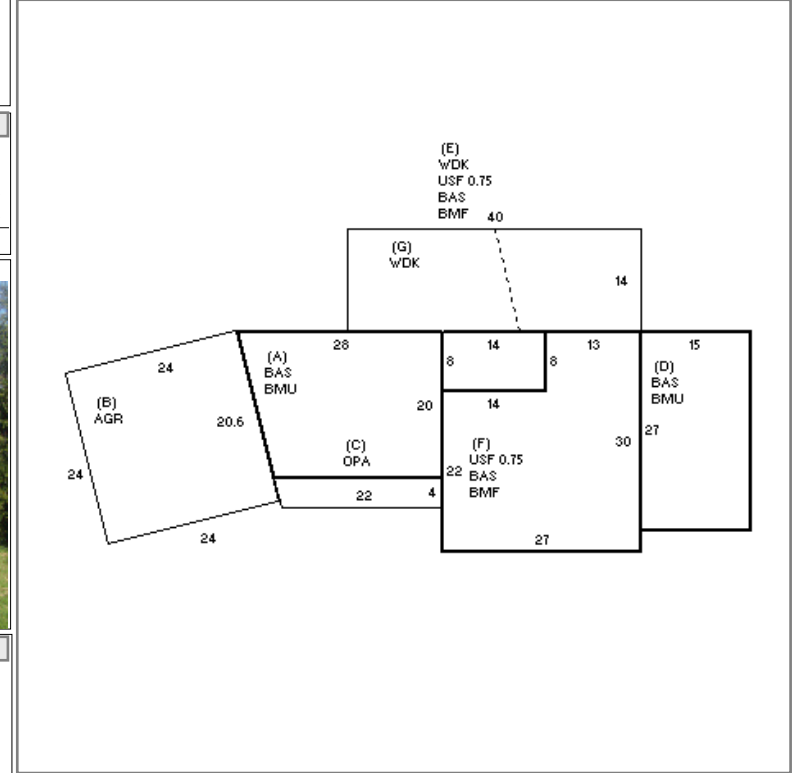 (E)
WDK
USF 0.75
BAS
BMF
40
(G)
WDK
14
28
14
13
15
(A)
BAS
BMU
8
8
(D)
BAS
BMU
24
(B)
AGR
14
20
20.6
27
(C)
OPA
(F)
USF 0.75
BAS
BMF
30
22
24
22
4
24
27